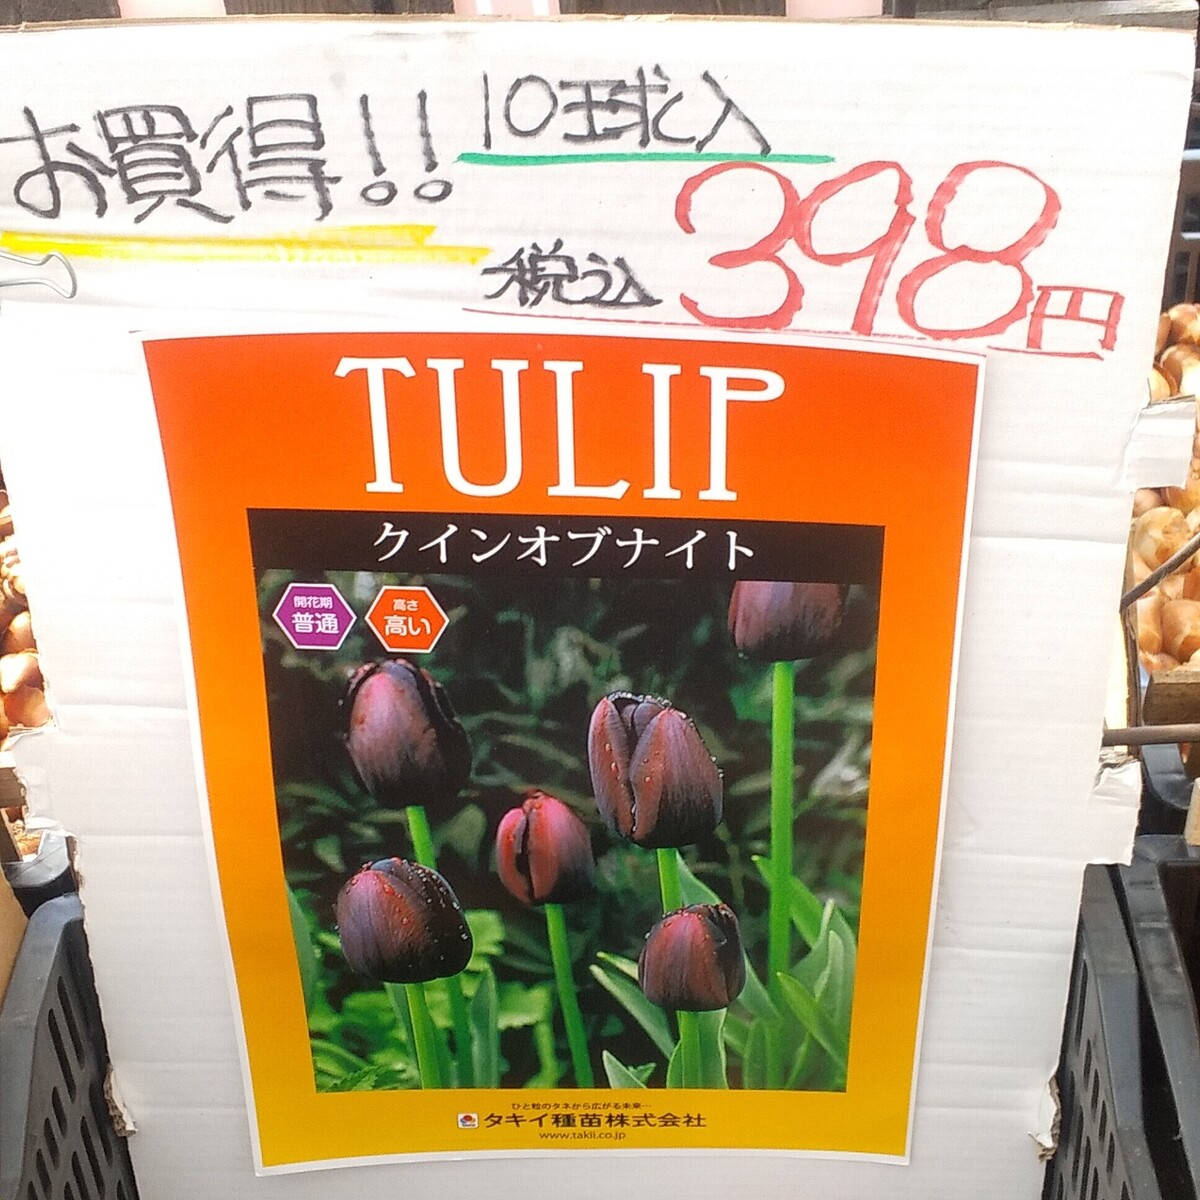 お買得!! 10球入
税込 398円
TULIP
クインオブナイト
開花期
普通
高さ
高い
ひと粒のタネから広がる未来…
タキイ種苗株式会社
www.takii.co.jp